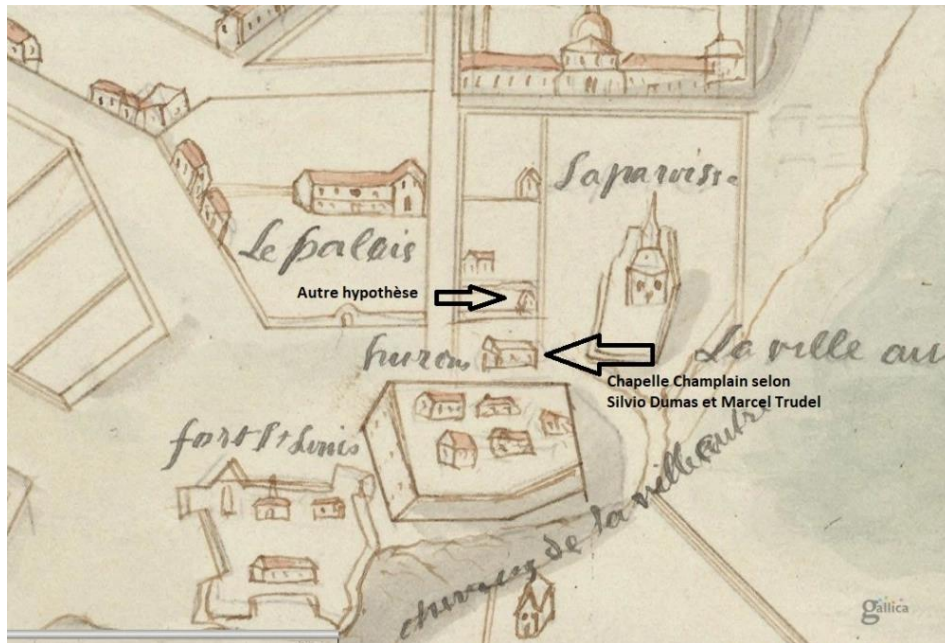 La paroisse
Le palais
Autre hypothèse
huron
La ville au
Chapelle Champlain selon
Silvio Dumas et Marcel Trudel
fort St Louis
de la ville
gallica